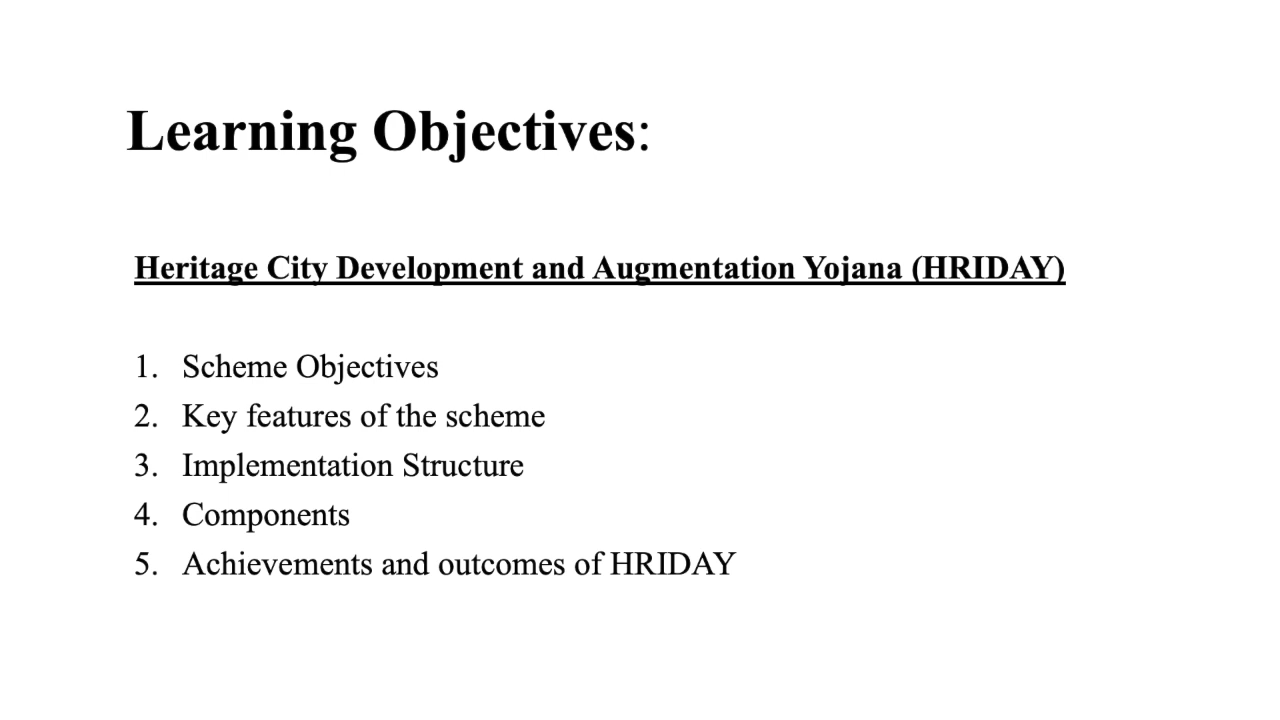 Learning Objectives:
Heritage City Development and Augmentation Yojana (HRIDAY)
1. Scheme Objectives
2. Key features of the scheme
3. Implementation Structure
4. Components
5. Achievements and outcomes of HRIDAY